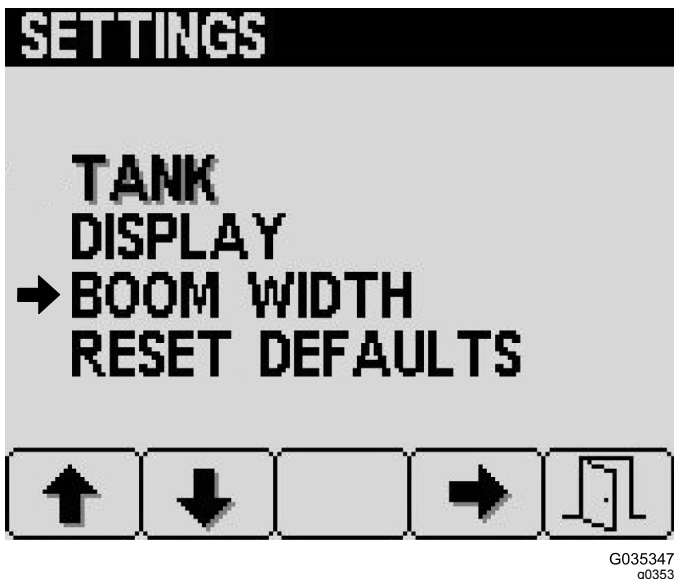 SETTINGS
TANK
DISPLAY
BOOM WIDTH
RESET DEFAULTS
G035347
g0353